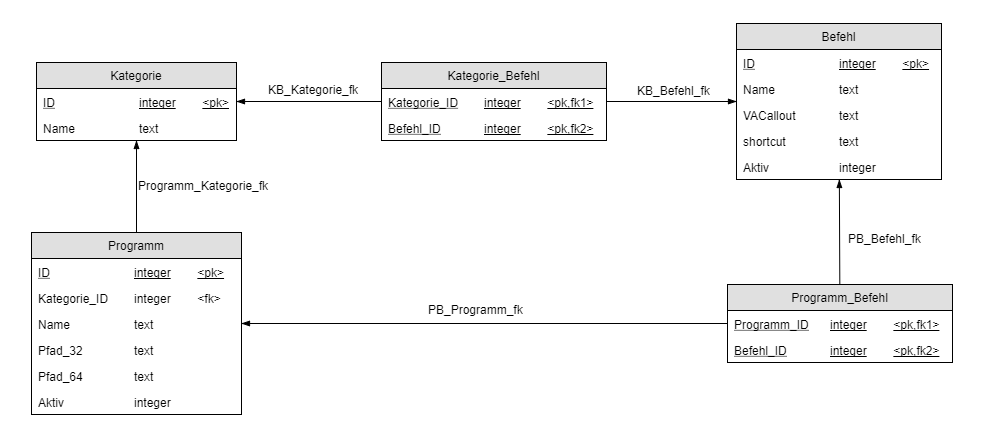 Kategorie
ID integer <pk>
Name text
KB_Kategorie_fk
Kategorie_Befehl
Kategorie_ID integer <pk,fk1>
Befehl_ID integer <pk,fk2>
KB_Befehl_fk
Befehl
ID integer <pk>
Name text
VACallout text
shortcut text
Aktiv integer
Programm_Kategorie_fk
PB_Befehl_fk
Programm
ID integer <pk>
Kategorie_ID integer <fk>
Name text
Pfad_32 text
Pfad_64 text
Aktiv integer
PB_Programm_fk
Programm_Befehl
Programm_ID integer <pk,fk1>
Befehl_ID integer <pk,fk2>